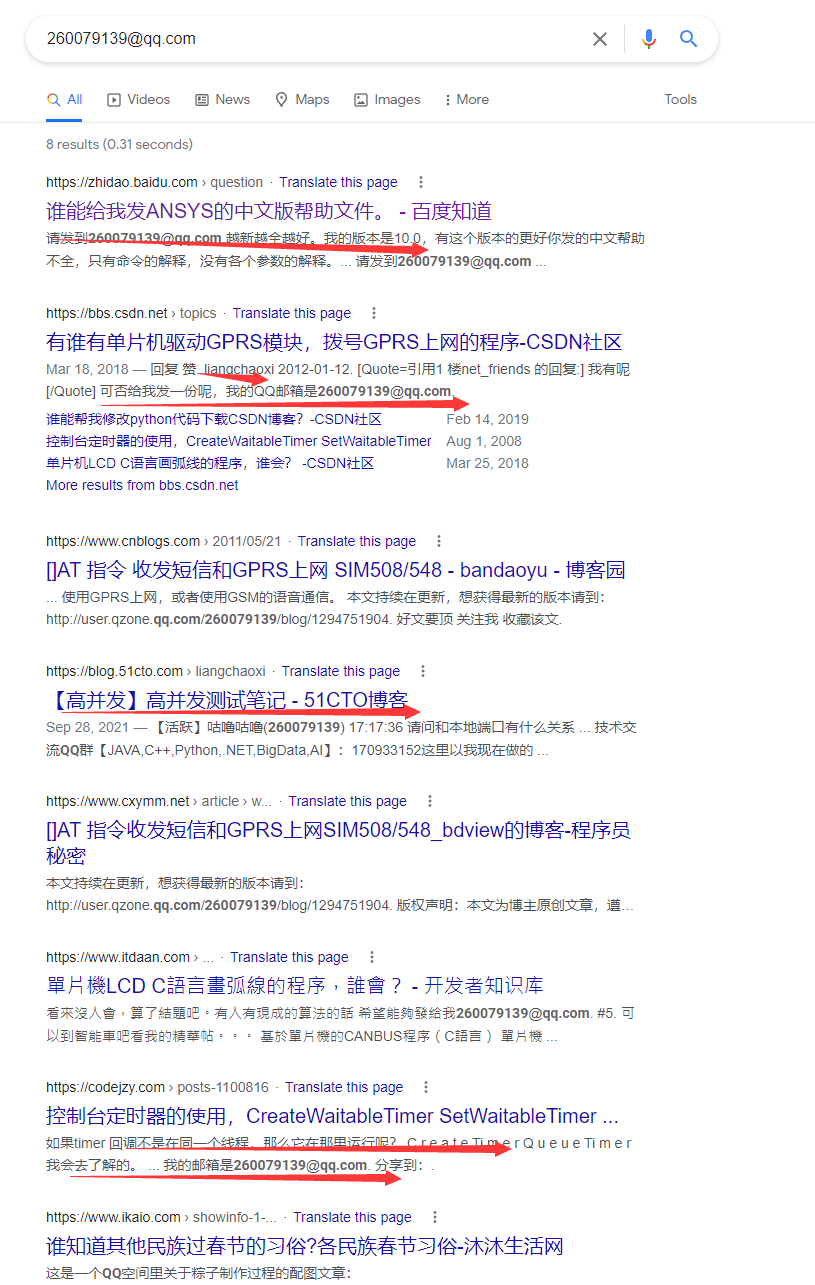 260079139@qq.com
All Videos News Maps Images More Tools
8 results (0.31 seconds)
https://zhidao.baidu.com › question · Translate this page
谁能给我发ANSYS的中文版帮助文件。 - 百度知道
请发到260079139@qq.com 越新越全越好。我的版本是10.0，有这个版本的更好你发的中文帮助
不全，只有命令的解释，没有各个参数的解释。... 请发到260079139@qq.com ...
https://bbs.csdn.net › topics · Translate this page
有谁有单片机驱动GPRS模块，拨号GPRS上网的程序-CSDN社区
Mar 18, 2018 — 回复 赞 liangchaoxi 2012-01-12. [Quote=引用1 楼net_friends 的回复:] 我有呢
[/Quote] 可否给我发一份呢，我的QQ邮箱是260079139@qq.com.
谁能帮我修改python代码下载CSDN博客？-CSDN社区 Feb 14, 2019
控制台定时器的使用，CreateWaitableTimer SetWaitableTimer Aug 1, 2008
单片机LCD C语言画弧线的程序，谁会？ -CSDN社区 Mar 25, 2018
More results from bbs.csdn.net
https://www.cnblogs.com › 2011/05/21 · Translate this page
[]AT 指令 收发短信和GPRS上网 SIM508/548 - bandaoyu - 博客园
... 使用GPRS上网，或者使用GSM的语音通信。 本文持续在更新，想获得最新的版本请到：
http://user.qzone.qq.com/260079139/blog/1294751904. 好文要顶 关注我 收藏该文.
https://blog.51cto.com › liangchaoxi · Translate this page
【高并发】高并发测试笔记 - 51CTO博客
Sep 28, 2021 — 【活跃】咕噜咕噜(260079139) 17:17:36 请问和本地端口有什么关系 ... 技术交
流QQ群【JAVA,C++,Python,.NET,BigData,AI】：170933152这里以我现在做的 ...
https://www.cxymm.net › article › w... · Translate this page
[]AT 指令收发短信和GPRS上网SIM508/548_bdview的博客-程序员
秘密
本文持续在更新，想获得最新的版本请到：
http://user.qzone.qq.com/260079139/blog/1294751904. 版权声明：本文为博主原创文章，遵...
https://www.itdaan.com › ... · Translate this page
單片機LCD C語言畫弧線的程序，誰會？ - 开发者知识库
看來沒人會，算了結題吧。有人有現成的算法的話 希望能夠發給我260079139@qq.com. #5. 可
以到智能車吧看我的精華帖。。。 基於單片機的CANBUS程序（C語言） 單片機 ...
https://codejzy.com › posts-1100816 · Translate this page
控制台定时器的使用，CreateWaitableTimer SetWaitableTimer ...
如果timer 回调不是在同一个线程，那么它在那里运行呢？ C r e a t e T i m e r Q u e u e T i m e r
我会去了解的。 ... 我的邮箱是260079139@qq.com. 分享到：.
https://www.ikaio.com › showinfo-1-... · Translate this page
谁知道其他民族过春节的习俗?各民族春节习俗-沐沐生活网
这是一个QQ空间里关于粽子制作过程的配图文章：